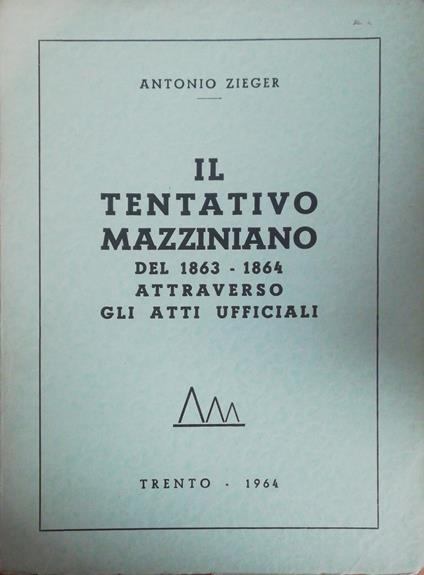 ANTONIO ZIEGER
IL
TENTATIVO
MAZZINIANO
DEL 1863 - 1864
ATTRAVERSO
GLI ATTI UFFICIALI
TRENTO - 1964